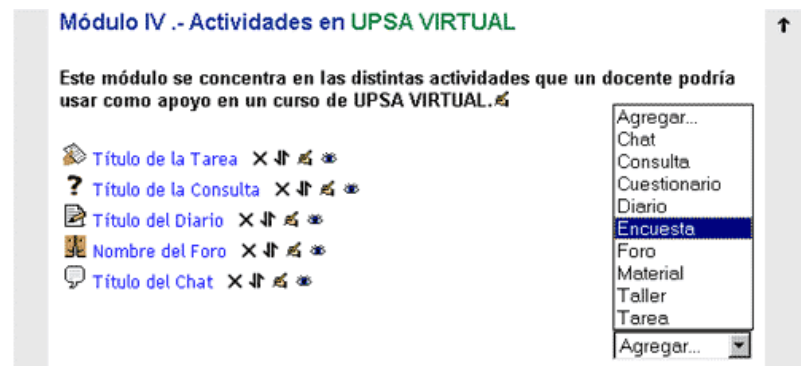 Módulo IV .- Actividades en UPSA VIRTUAL
Este módulo se concentra en las distintas actividades que un docente podría
usar como apoyo en un curso de UPSA VIRTUAL.
Título de la Tarea
Título de la Consulta
Título del Diario
Nombre del Foro
Título del Chat
Agregar...
Chat
Consulta
Cuestionario
Diario
Encuesta
Foro
Material
Taller
Tarea
Agregar...